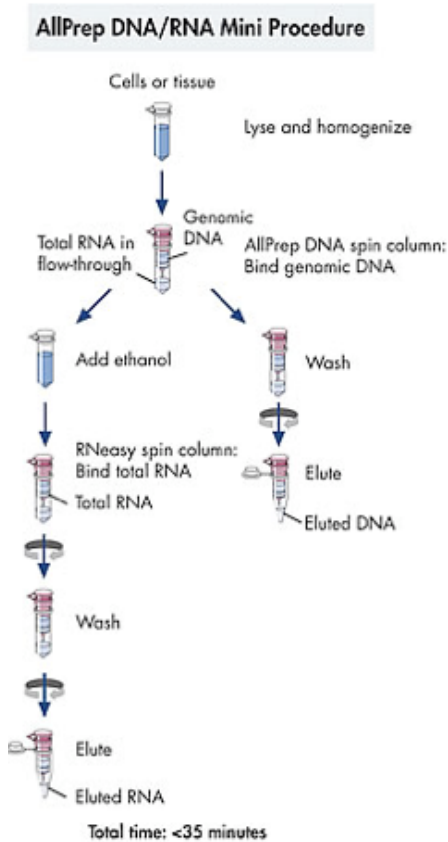 AllPrep DNA/RNA Mini Procedure
Cells or tissue
Lyse and homogenize
Genomic
DNA
Total RNA in
flow-through
AllPrep DNA spin column:
Bind genomic DNA
Add ethanol
Wash
RNeasy spin column:
Bind total RNA
Total RNA
Elute
Eluted DNA
Wash
Elute
Eluted RNA
Total time: <35 minutes